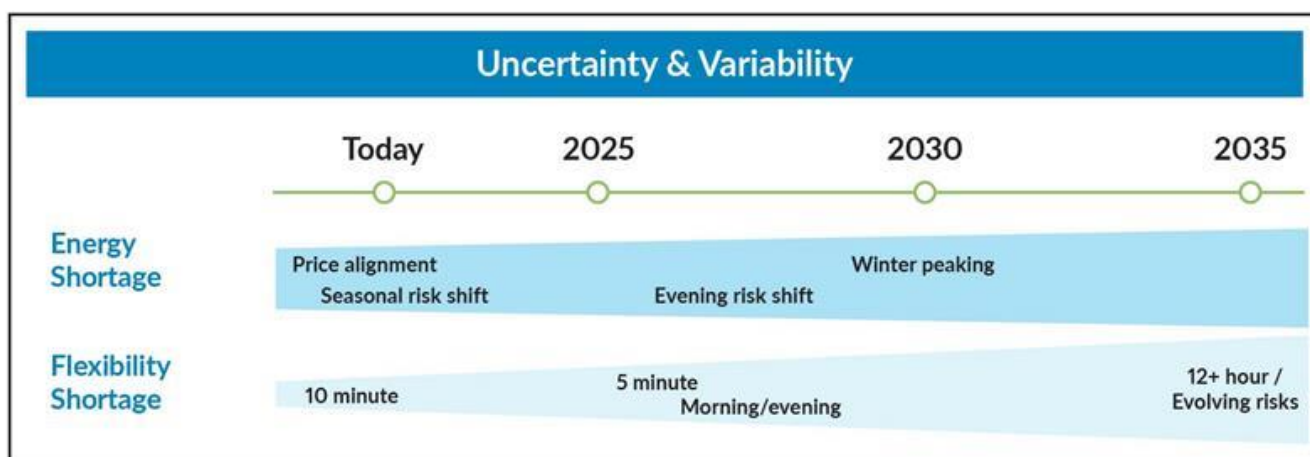 Uncertainty & Variability
Today 2025 2030 2035
Energy
Shortage
Price alignment
Winter peaking
Seasonal risk shift
Evening risk shift
Flexibility
Shortage
10 minute
5 minute
Morning/evening
12+ hour /
Evolving risks